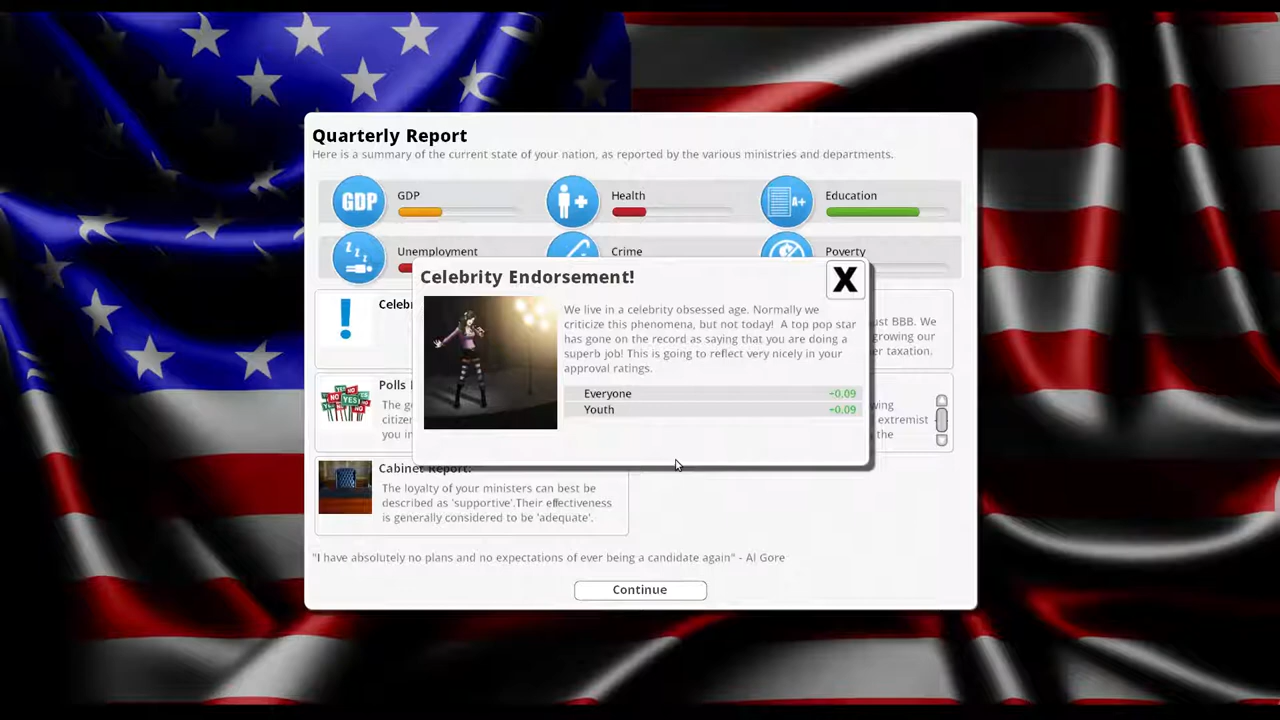 Quarterly Report
Here is a summary of the current state of your nation, as reported by the various ministries and departments.
GDP
GDP
Health
A+
Education
Unemployment
Crime
Poverty
Celebrity Endorsement!
X
We live in a celebrity obsessed age. Normally we
criticize this phenomena, but not today! A top pop star
has gone on the record as saying that you are doing a
superb job! This is going to reflect very nicely in your
approval ratings.
Everyone +0.09
Youth +0.09
BBB. We
growing our
taxation.
Polls
The
extremist
the
you
Cabinet Report:
The loyalty of your ministers can best be
described as 'supportive'.Their effectiveness
is generally considered to be 'adequate'.
"I have absolutely no plans and no expectations of ever being a candidate again" - Al Gore
Continue